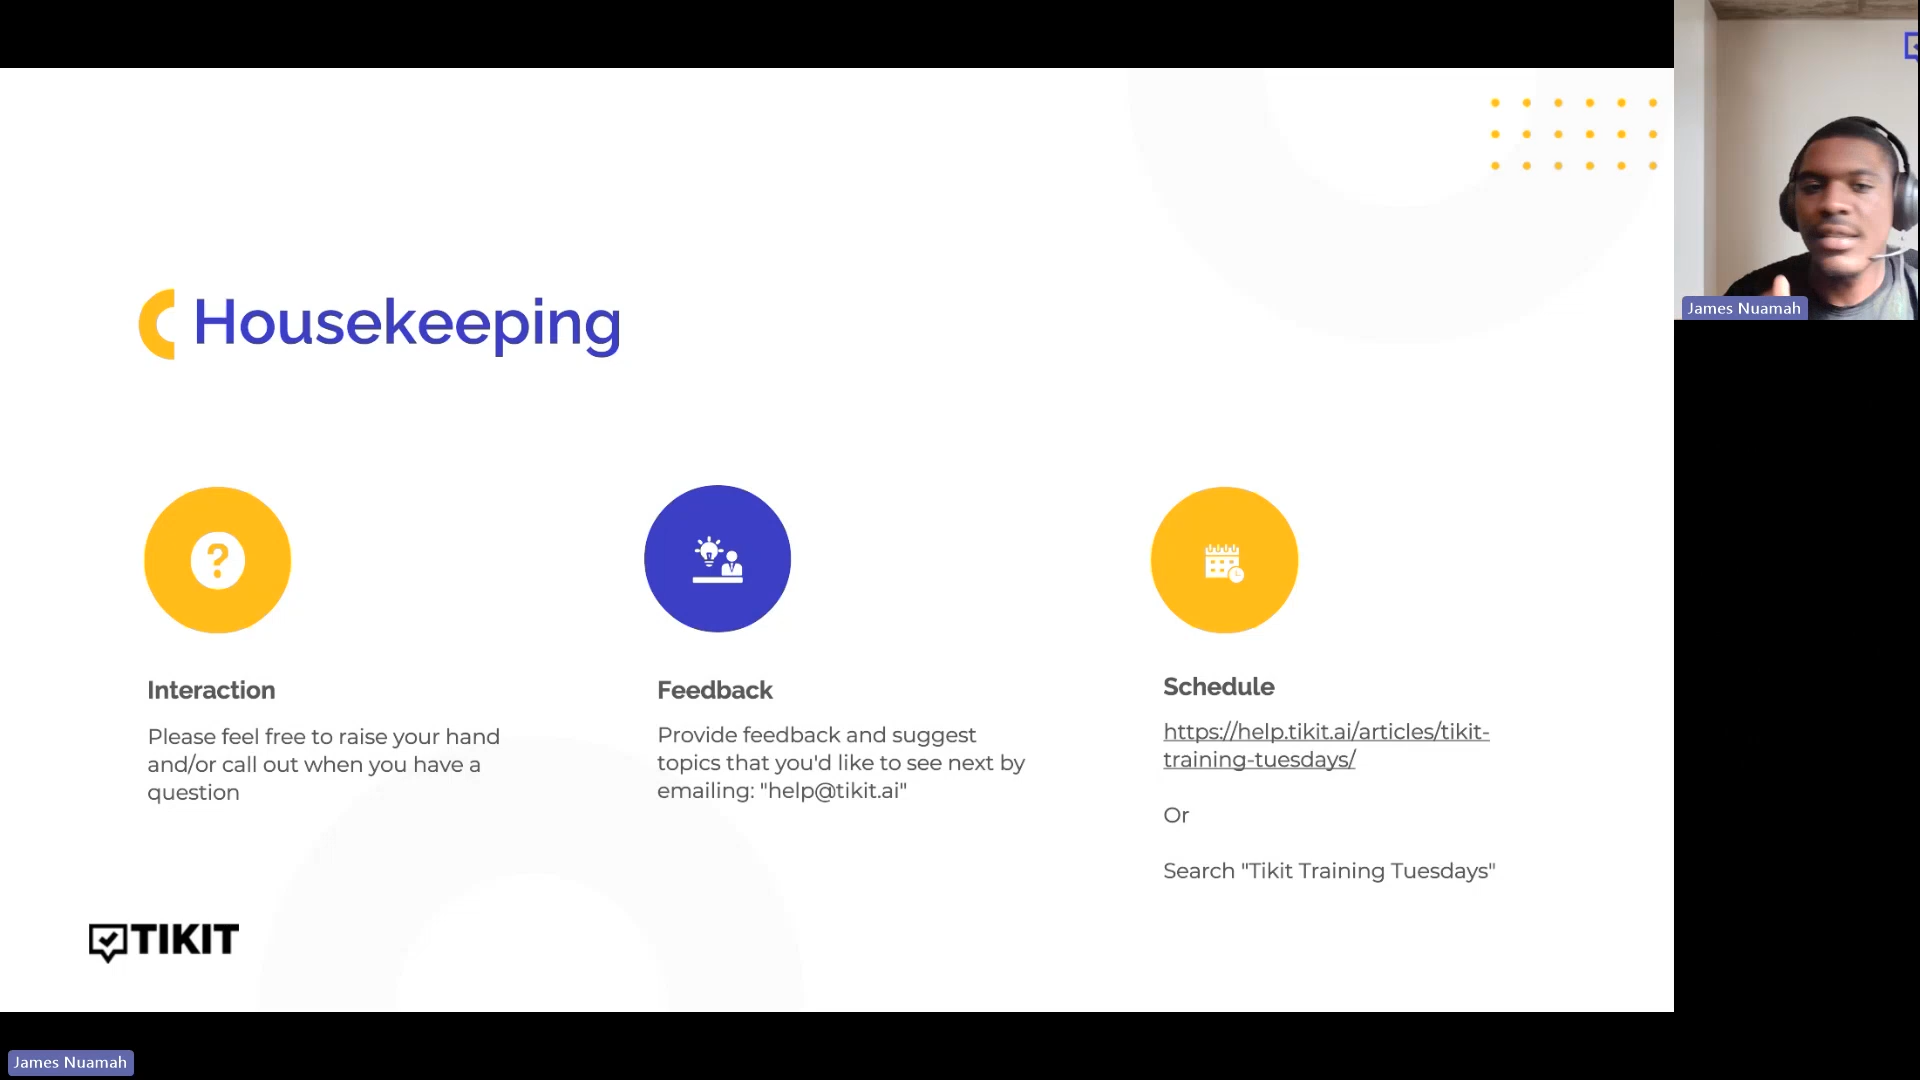 Housekeeping
?
Interaction
Please feel free to raise your hand
and/or call out when you have a
question
Feedback
Provide feedback and suggest
topics that you'd like to see next by
emailing: "help@tikit.ai"
Schedule
https://help.tikit.ai/articles/tikit-
training-tuesdays/
Or
Search "Tikit Training Tuesdays"
TIKIT
James Nuamah
James Nuamah